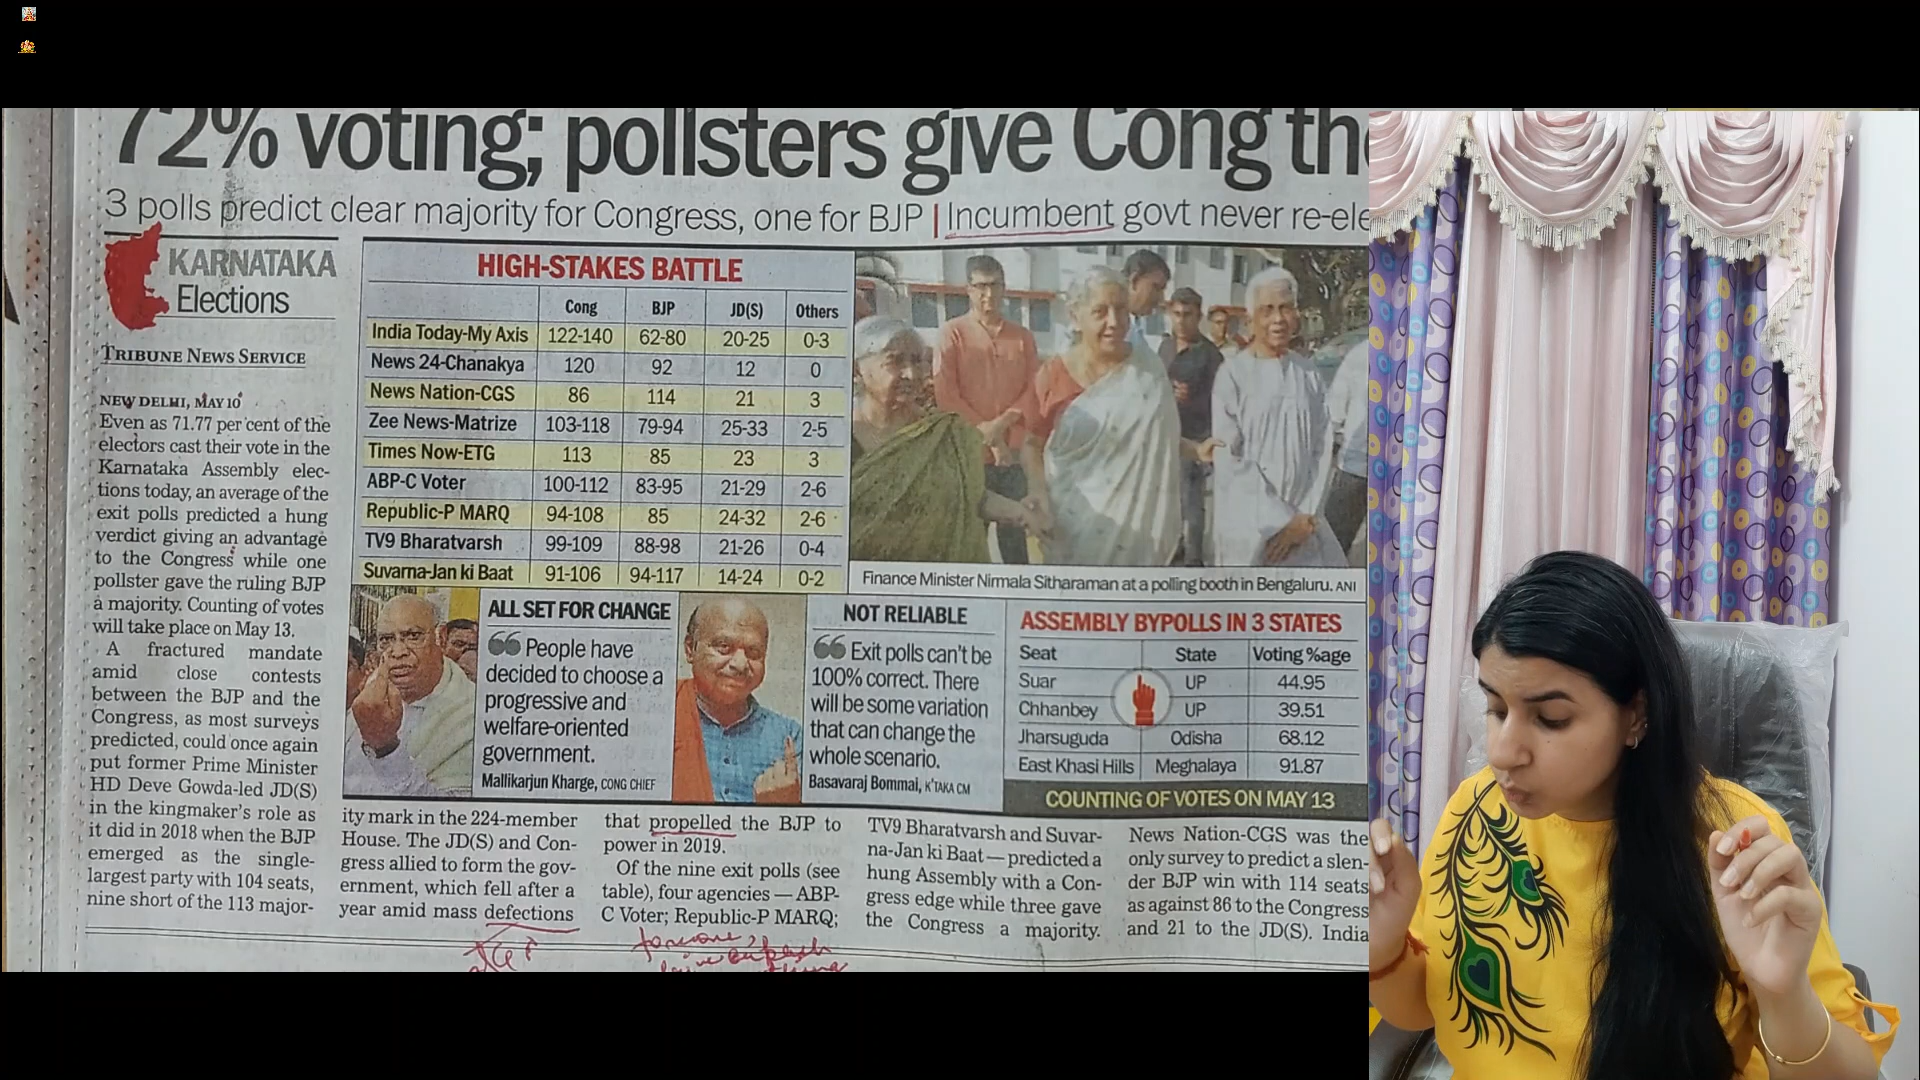 72% voting; pollsters give Cong
3 polls predict clear majority for Congress, one for BJP | Incumbent govt never
KARNATAKA
Elections
TRIBUNE NEWS SERVICE
NEW DELHI, MAY 10
Even as 71.77 per cent of the
electors cast their vote in the
Karnataka Assembly elec-
tions today, an average of the
exit polls predicted a hung
verdict giving an advantage
to the Congress while one
pollster gave the ruling BJP
a majority. Counting of votes
will take place on May 13.
A fractured mandate
amid close contests
between the BJP and the
Congress, as most surveys
predicted, could once again
put former Prime Minister
HD Deve Gowda-led JD(S)
in the kingmaker's role as
it did in 2018 when the BJP
emerged as the single-
largest party with 104 seats,
nine short of the 113 major-
HIGH-STAKES BATTLE
Cong BJP JD(S) Others
India Today-My Axis 122-140 62-80 20-25 0-3
News 24-Chanakya 120 92 12 0
News Nation-CGS 86 114 21 3
Zee News-Matrize 103-118 79-94 25-33 2-5
Times Now-ETG 113 85 23 3
ABP-C Voter 100-112 83-95 21-29 2-6
Republic-P MARQ 94-108 85 24-32 2-6
TV9 Bharatvarsh 99-109 88-98 21-26 0-4
Suvarna-Jan ki Baat 91-106 94-117 14-24 0-2
Finance Minister Nirmala Sitharaman at a polling booth in Bengaluru. ANI
ALL SET FOR CHANGE
“People have
decided to choose a
progressive and
welfare-oriented
government.
Mallikarjun Kharge, CONG CHIEF
NOT RELIABLE
“Exit polls can't be
100% correct. There
will be some variation
that can change the
whole scenario.
Basavaraj Bommai, K'TAKA CM
ASSEMBLY BYPOLLS IN 3 STATES
Seat State Voting %age
Suar UP 44.95
Chhanbey UP 39.51
Jharsuguda Odisha 68.12
East Khasi Hills Meghalaya 91.87
COUNTING OF VOTES ON MAY 13
ity mark in the 224-member
House. The JD(S) and Con-
gress allied to form the gov-
ernment, which fell after a
year amid mass defections
that propelled the BJP to
power in 2019.
Of the nine exit polls (see
table), four agencies — ABP-
C Voter; Republic-P MARQ;
TV9 Bharatvarsh and Suvar-
na-Jan ki Baat — predicted a
hung Assembly with a Con-
gress edge while three gave
the Congress a majority.
News Nation-CGS was the
only survey to predict a slen-
der BJP win with 114 seats
as against 86 to the Congress
and 21 to the JD(S). India